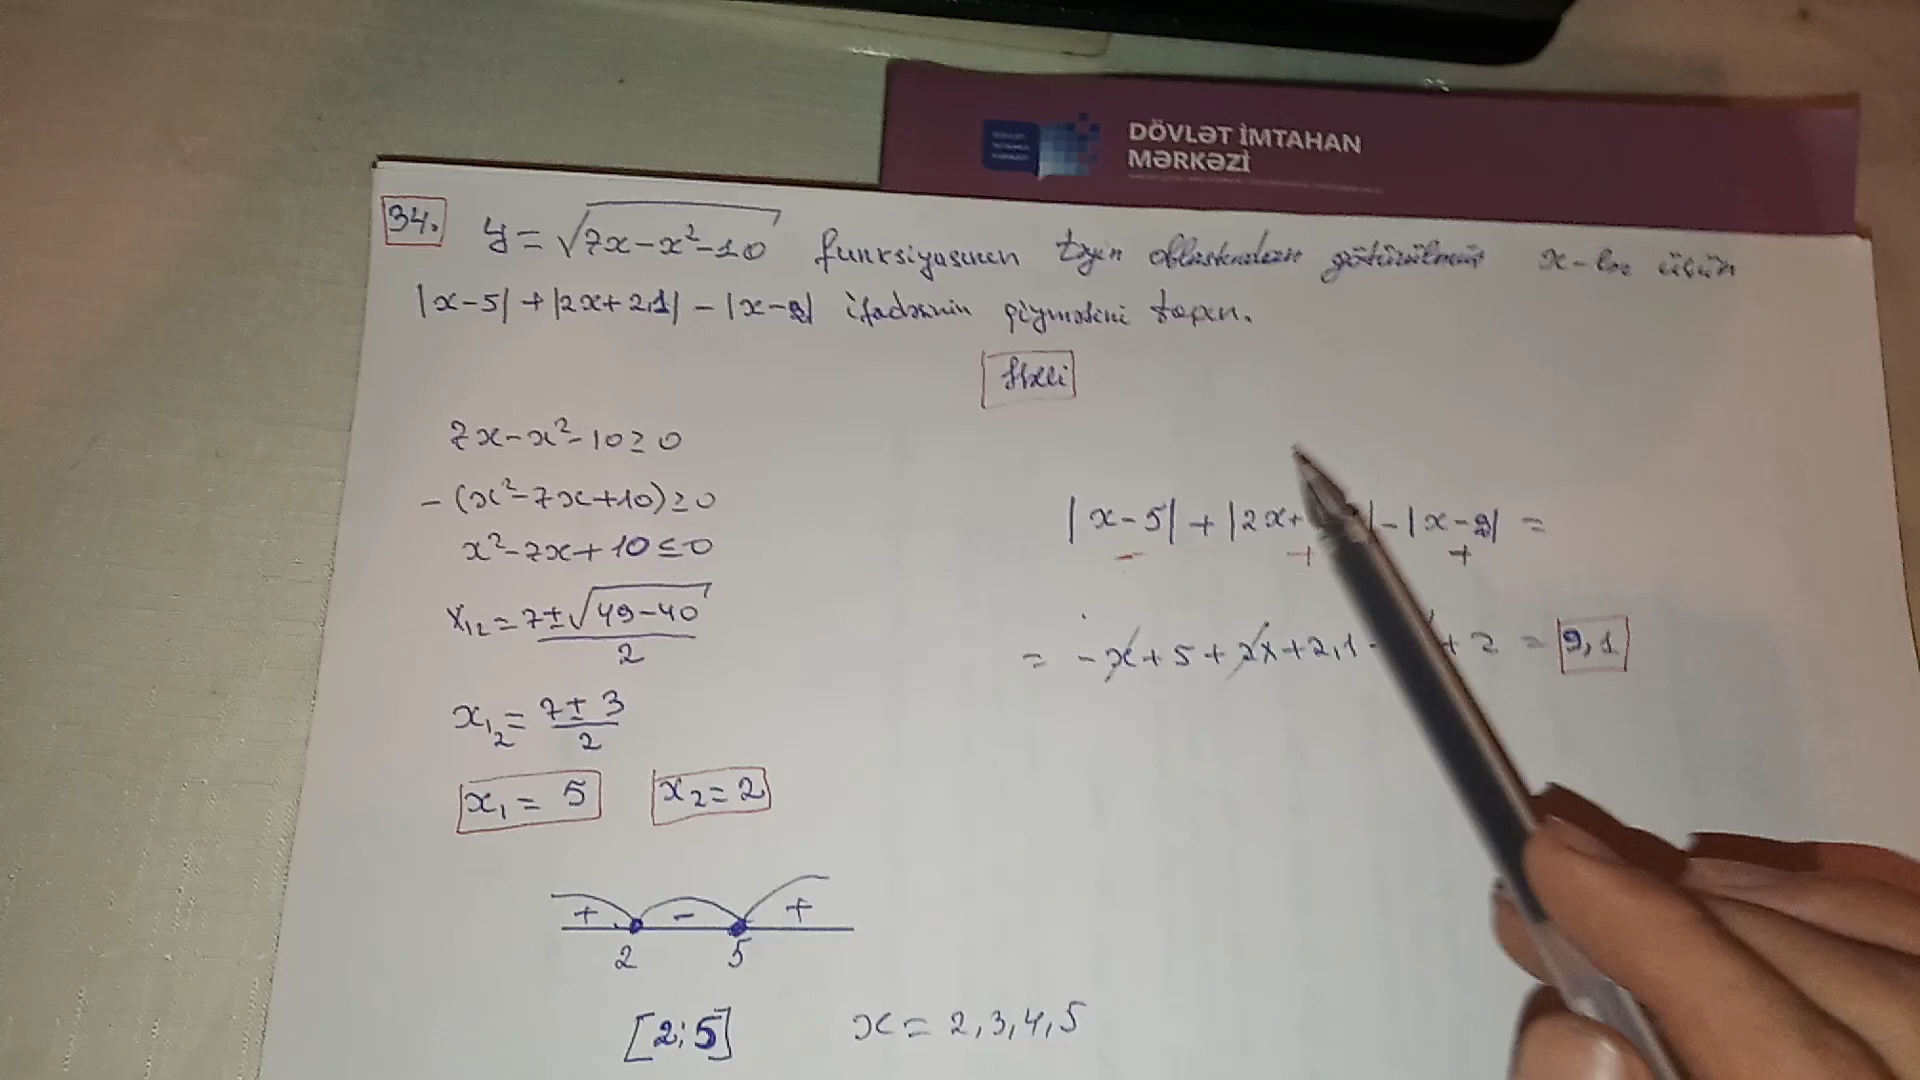 DÖVLƏT İMTAHAN
MƏRKƏZİ
34. y = √7x-x²-10 funksiyasının təyin oblastından götürülmüş x-lər üçün
|x-5| + |2x+2,1| - |x-2| ifadəsinin qiymətini tapın.
Həlli
7x-x²-10 ≥ 0
-(x²-7x+10) ≥ 0
x²-7x+10 ≤ 0
x₁₂ = 7±√49-40 / 2
x₁₂ = 7±3 / 2
x₁ = 5 x₂ = 2
+ - +
2 5
[2;5] x = 2,3,4,5
|x-5| + |2x+ | - |x-2| =
- + +
= -x+5+2x+2,1- +2 = 9,1